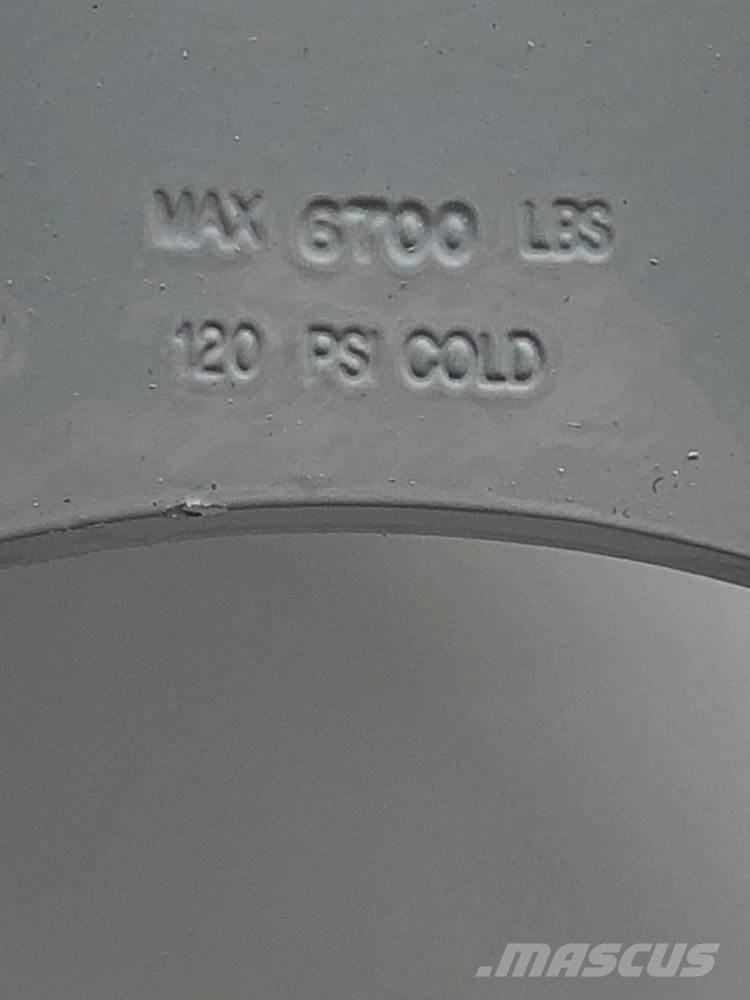 MAX 6700 LBS
120 PSI COLD
.MASCUS